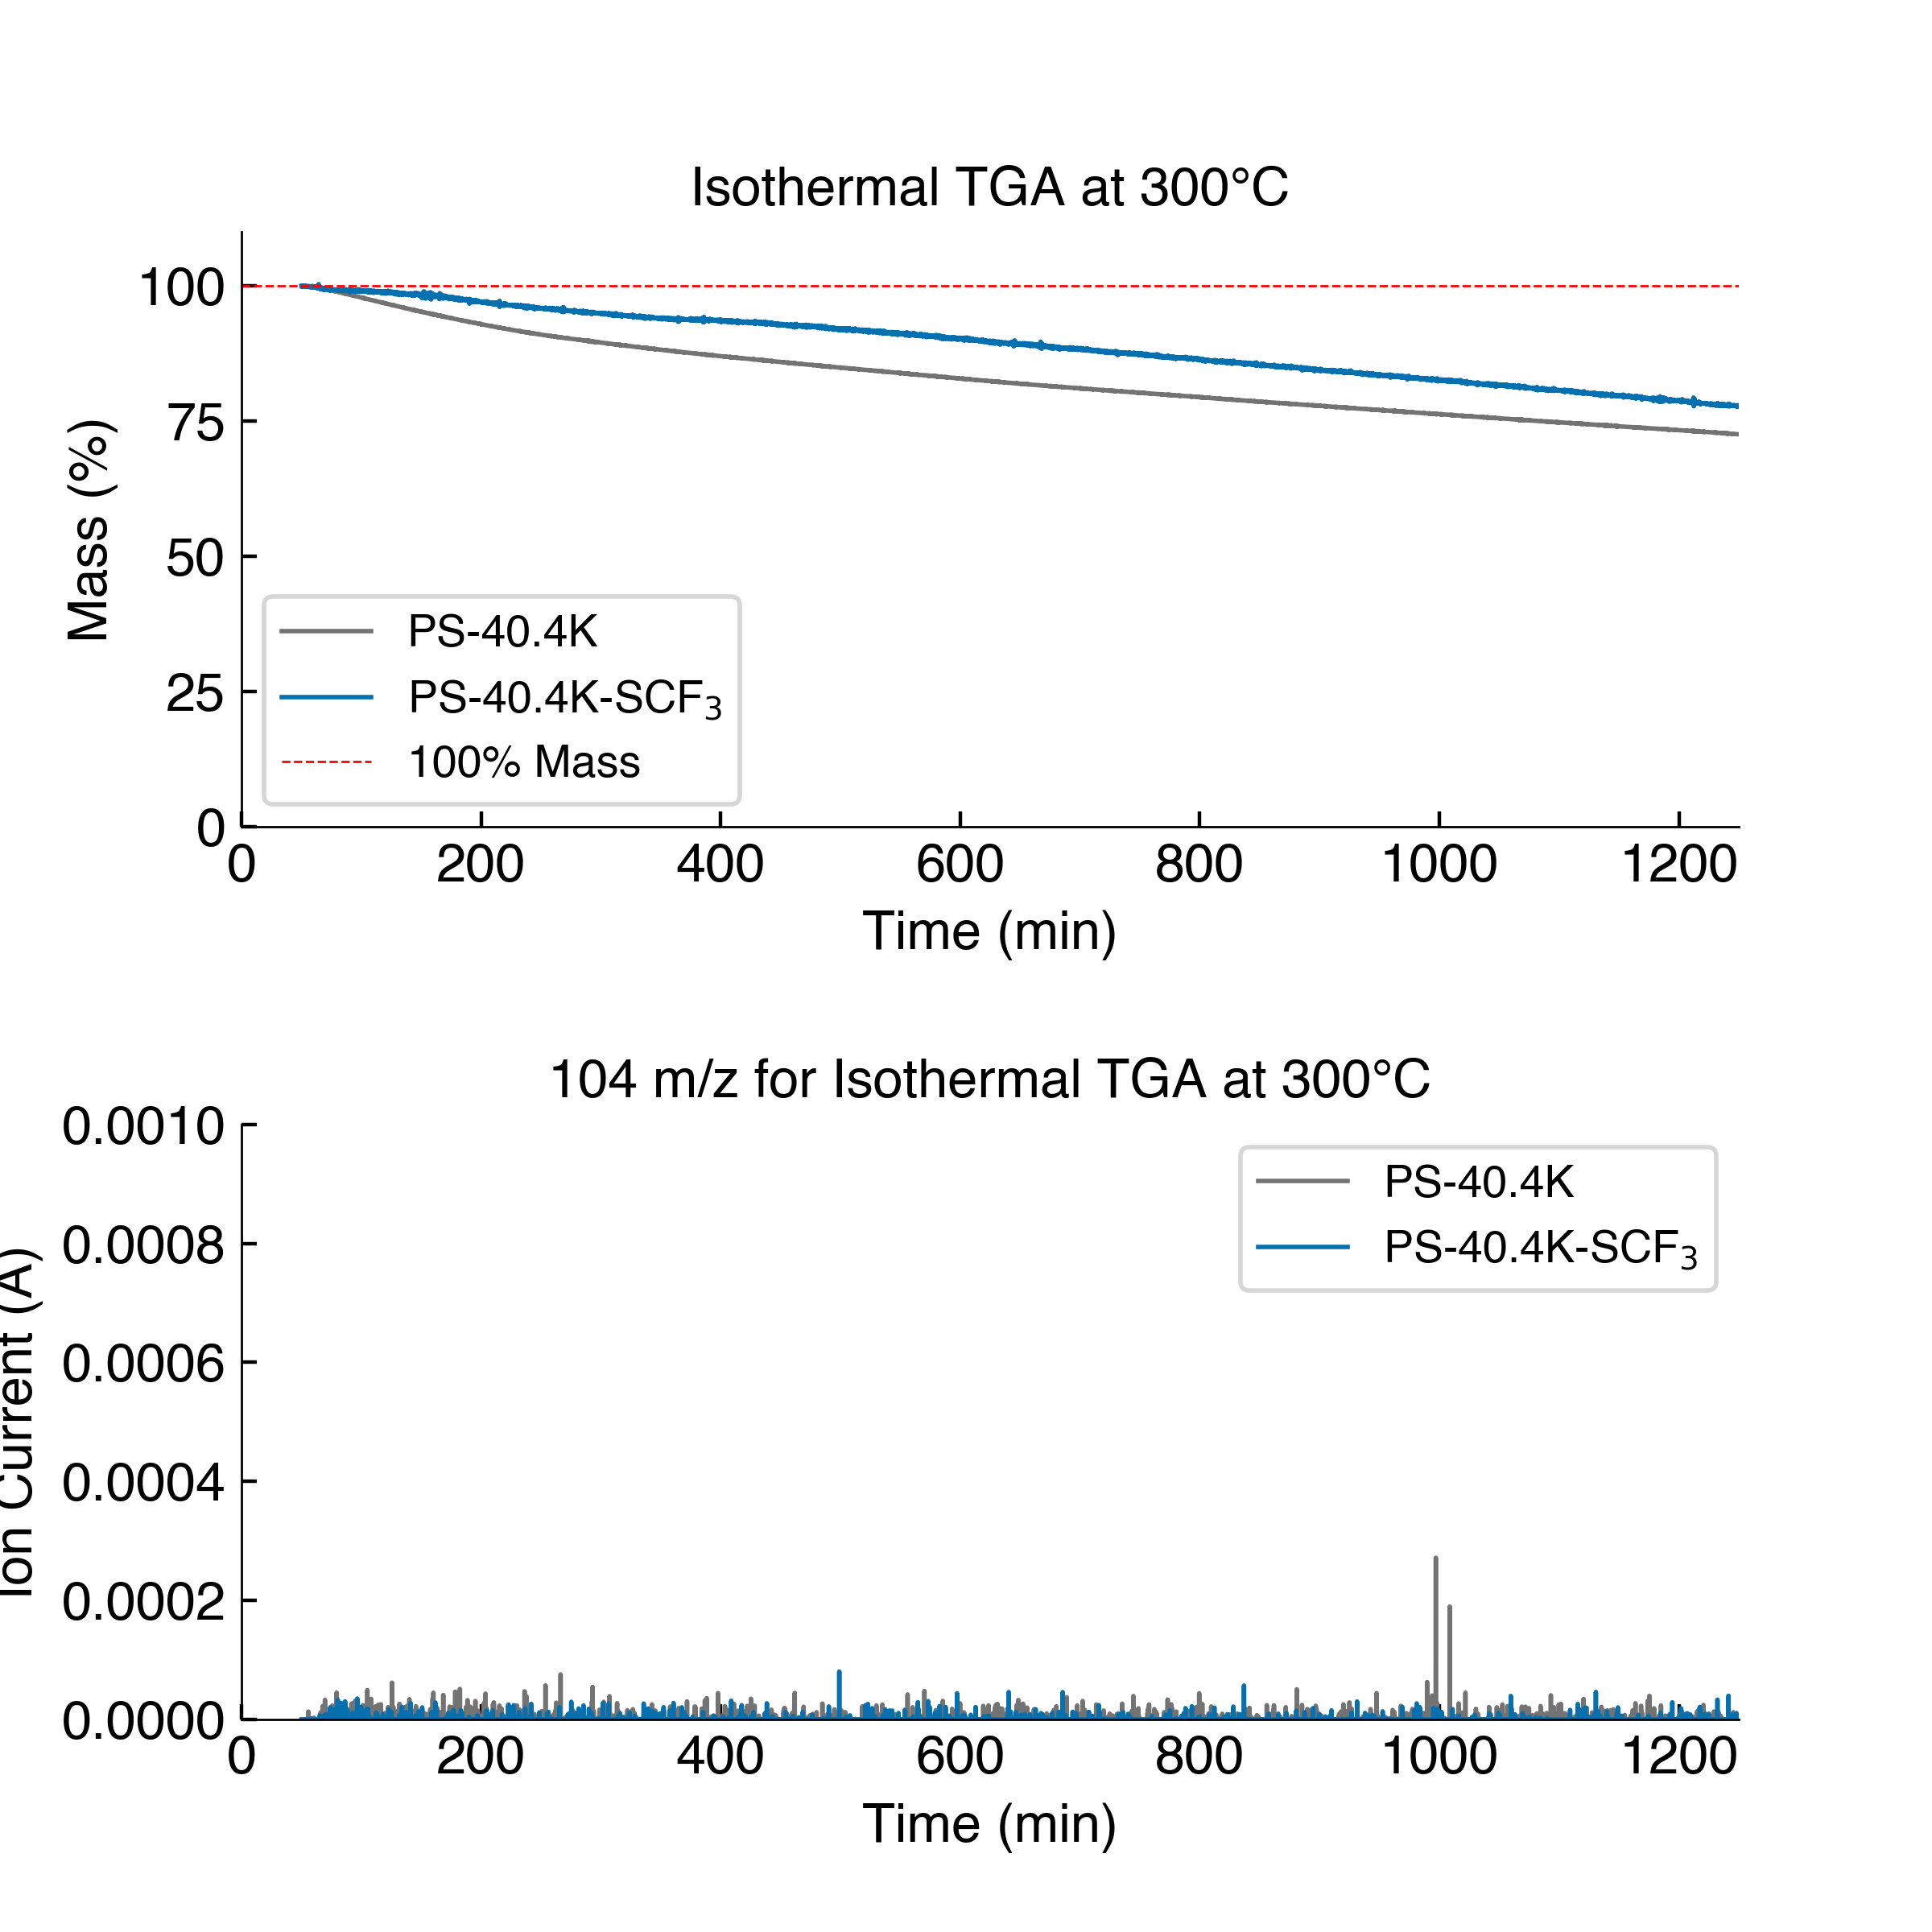 Isothermal TGA at 300°C
100
75
50
25
0
Mass (%)
PS-40.4K
PS-40.4K-SCF₃
100% Mass
0 200 400 600 800 1000 1200
Time (min)
104 m/z for Isothermal TGA at 300°C
0.0010
0.0008
0.0006
0.0004
0.0002
0.0000
Ion Current (A)
PS-40.4K
PS-40.4K-SCF₃
0 200 400 600 800 1000 1200
Time (min)